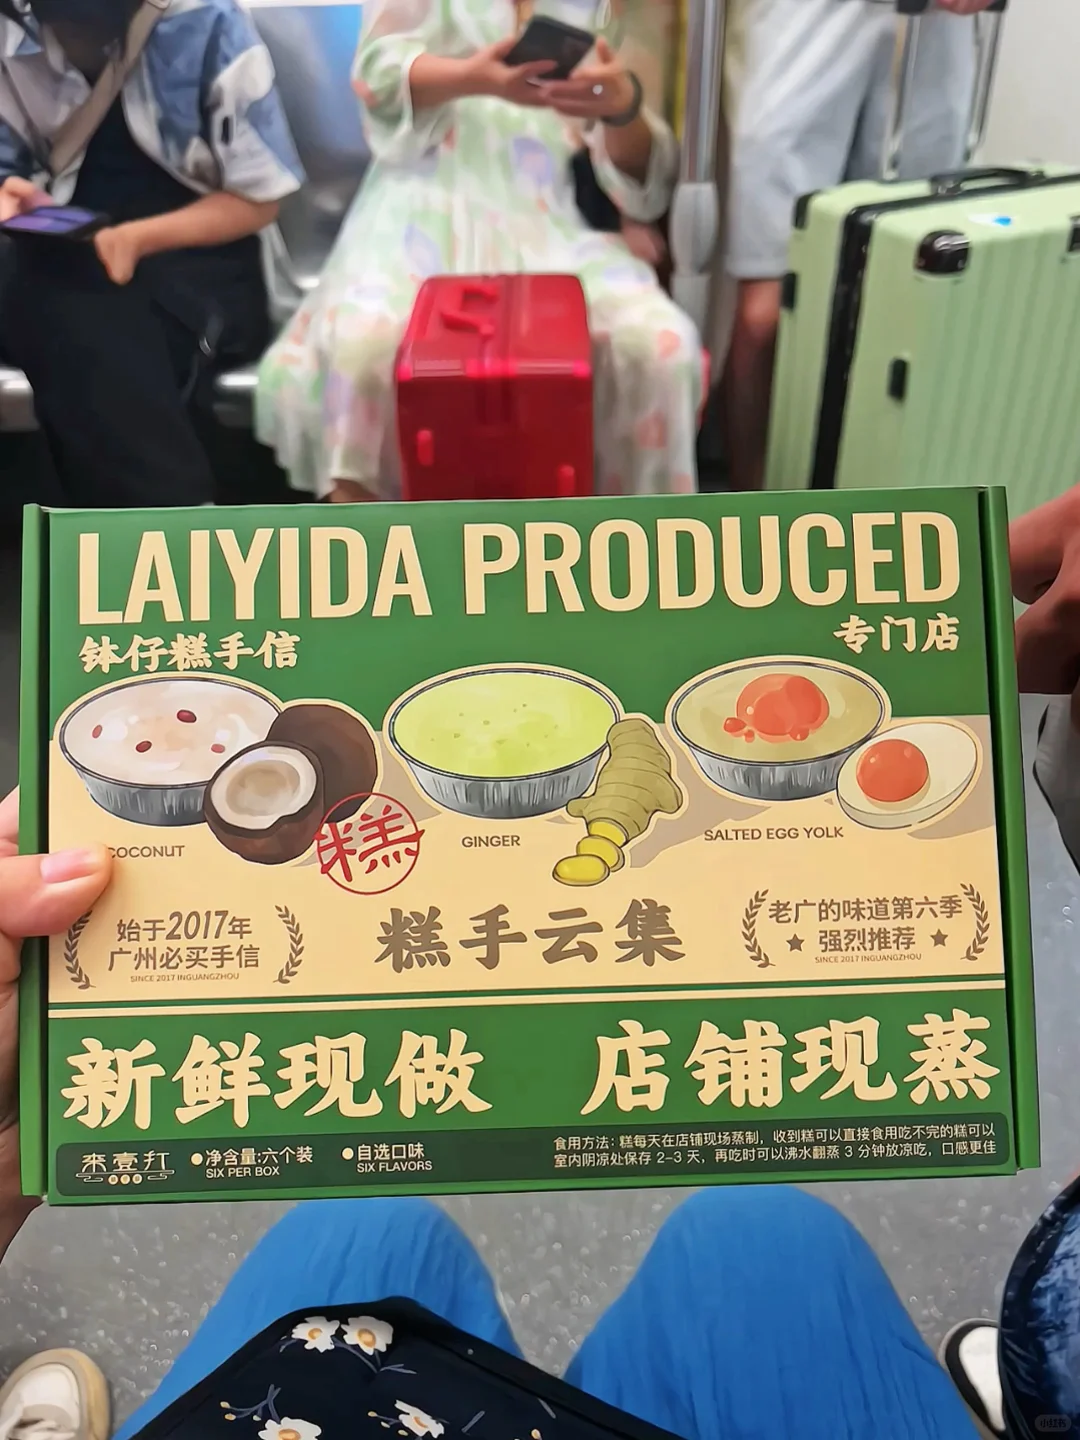 LAIYIDA PRODUCED
钵仔糕手信
专门店
COCONUT
GINGER
SALTED EGG YOLK
糕
始于2017年
广州必买手信
SINCE 2017 INGUANGZHOU
糕手云集
老广的味道第六季
强烈推荐
SINCE 2017 INGUANGZHOU
新鲜现做 店铺现蒸
来壹打
净含量:六个装
SIX PER BOX
自选口味
SIX FLAVORS
食用方法：糕每天在店铺现场蒸制，收到糕可以直接食用吃不完的糕可以
室内阴凉处保存 2-3 天，再吃时可以沸水翻蒸 3 分钟放凉吃，口感更佳
小红书